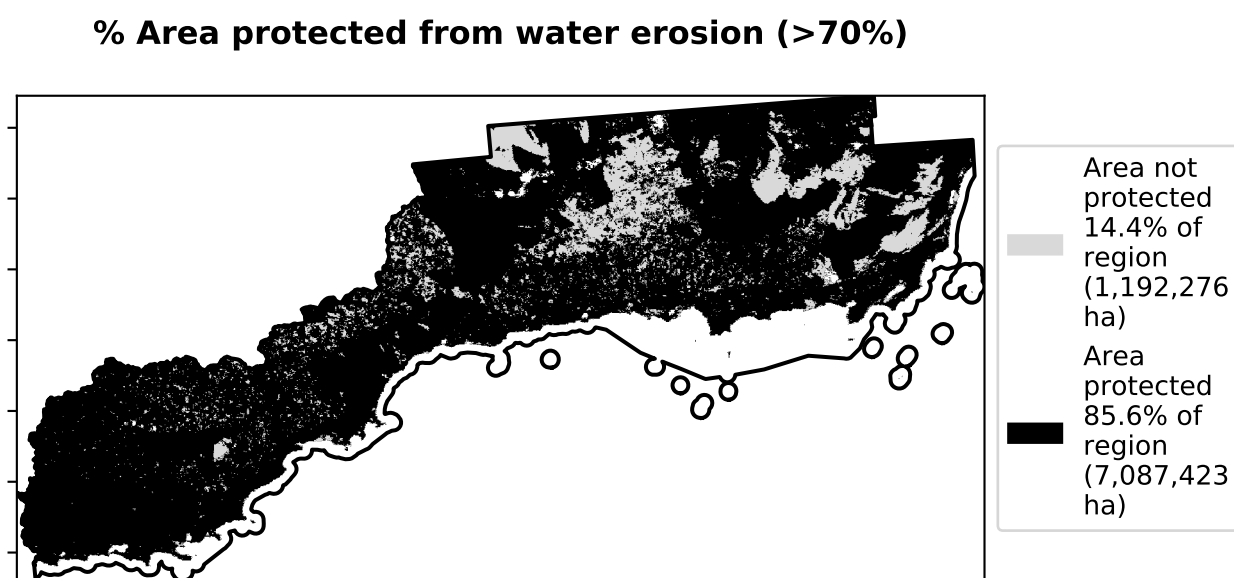 % Area protected from water erosion (>70%)
Area not
protected
14.4% of
region
(1,192,276
ha)
Area
protected
85.6% of
region
(7,087,423
ha)